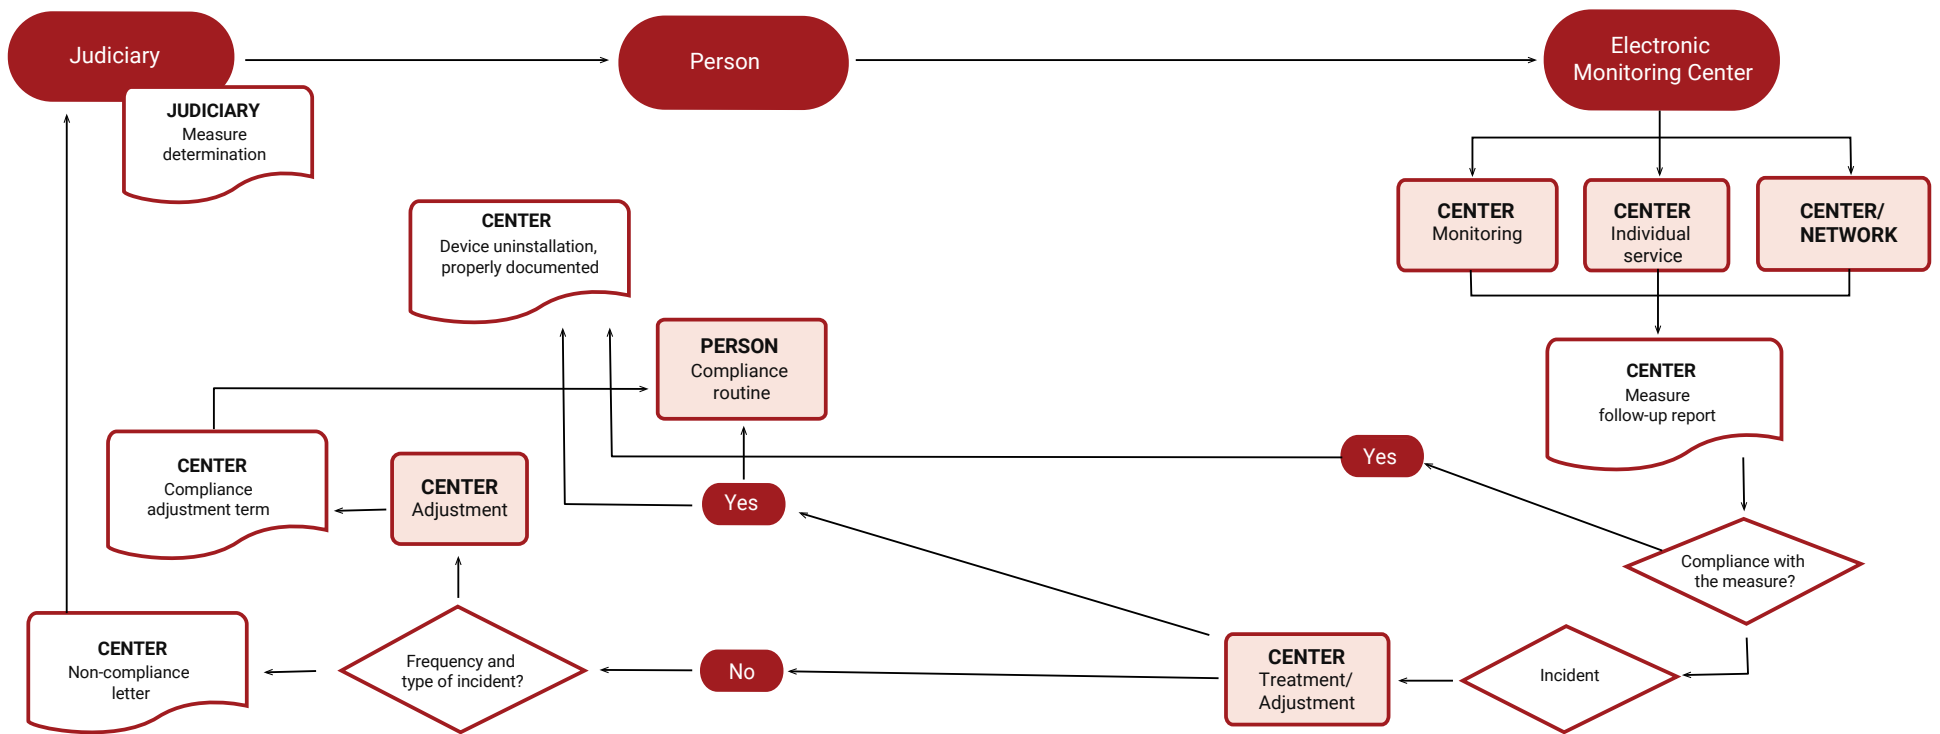 Judiciary
Person
Electronic
Monitoring Center
JUDICIARY
Measure
determination
CENTER
Monitoring
CENTER
Individual
service
CENTER/
NETWORK
CENTER
Device uninstallation,
properly documented
PERSON
Compliance
routine
CENTER
Measure
follow-up report
Yes
CENTER
Compliance
adjustment term
CENTER
Adjustment
Yes
Compliance with
the measure?
CENTER
Non-compliance
letter
Frequency and
type of incident?
No
CENTER
Treatment/
Adjustment
Incident